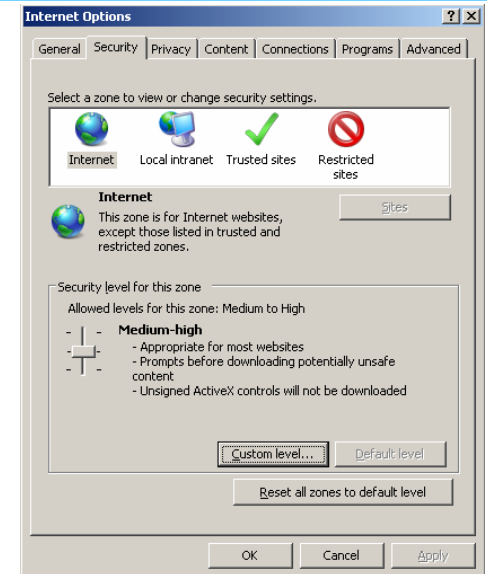 Internet Options
General Security Privacy Content Connections Programs Advanced
Select a zone to view or change security settings.
Internet Local intranet Trusted sites Restricted
sites
Internet
Sites
This zone is for Internet websites,
except those listed in trusted and
restricted zones.
Security level for this zone
Allowed levels for this zone: Medium to High
Medium-high
- Appropriate for most websites
- Prompts before downloading potentially unsafe
content
- Unsigned ActiveX controls will not be downloaded
Custom level... Default level
Reset all zones to default level
OK Cancel Apply